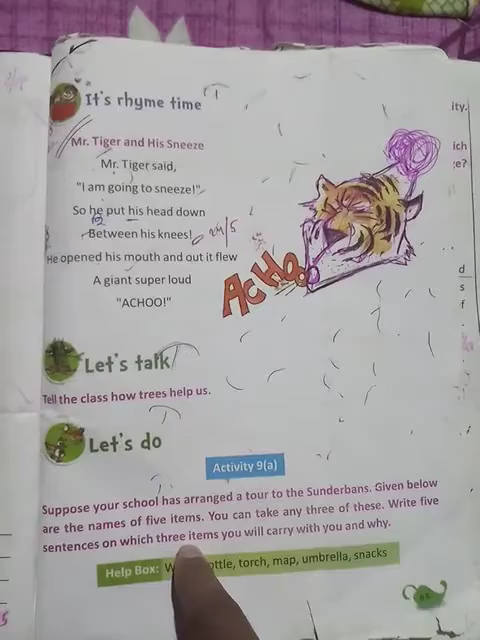 It's rhyme time
Mr. Tiger and His Sneeze
Mr. Tiger said,
"I am going to sneeze!"
So he put his head down
Between his knees!
24/5
He opened his mouth and out it flew
A giant super loud
"ACHOO!"
ACHOO
Let's talk
Tell the class how trees help us.
Let's do
Activity 9(a)
Suppose your school has arranged a tour to the Sunderbans. Given below
are the names of five items. You can take any three of these. Write five
sentences on which three items you will carry with you and why.
Help Box: torch, map, umbrella, snacks
ity.
ich
e?
d
s
f